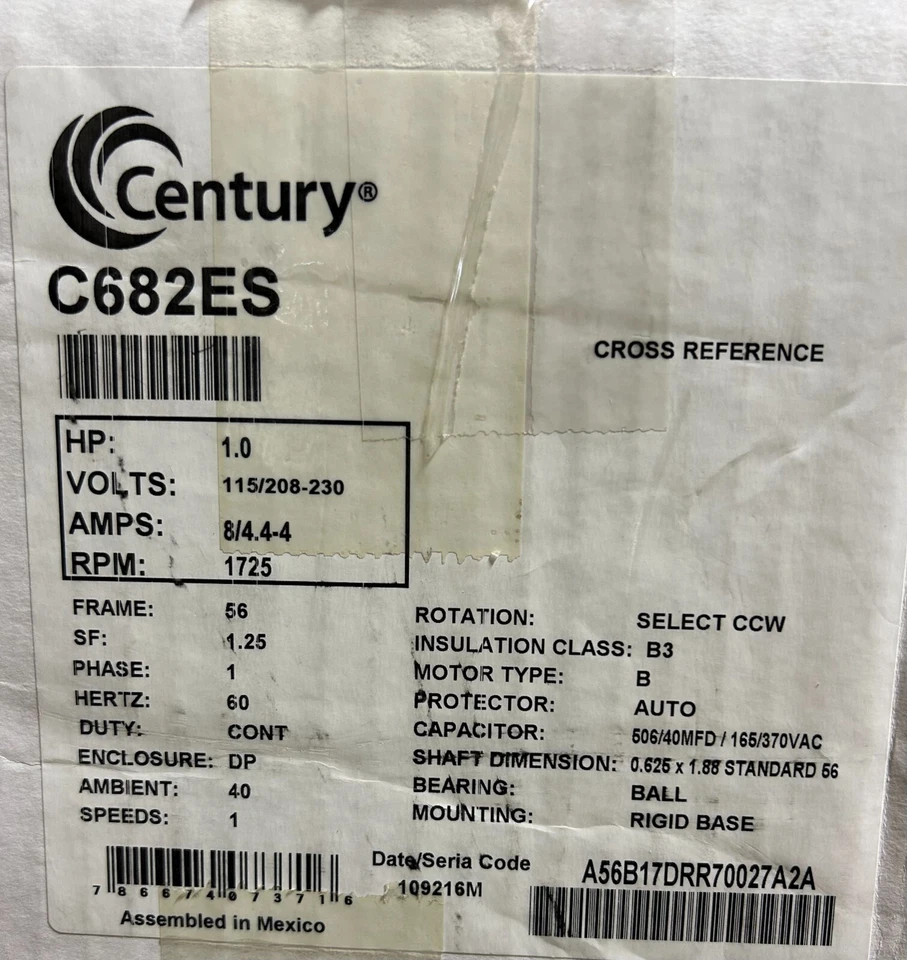 Century®
C682ES
CROSS REFERENCE
HP: 1.0
VOLTS: 115/208-230
AMPS: 8/4.4-4
RPM: 1725
FRAME: 56
SF: 1.25
PHASE: 1
HERTZ: 60
DUTY: CONT
ENCLOSURE: DP
AMBIENT: 40
SPEEDS: 1
ROTATION: SELECT CCW
INSULATION CLASS: B3
MOTOR TYPE: B
PROTECTOR: AUTO
CAPACITOR: 506/40MFD / 165/370VAC
SHAFT DIMENSION: 0.625 x 1.88 STANDARD 56
BEARING: BALL
MOUNTING: RIGID BASE
7 86674 07371 6
Assembled in Mexico
Date/Seria Code
109216M
A56B17DRR70027A2A